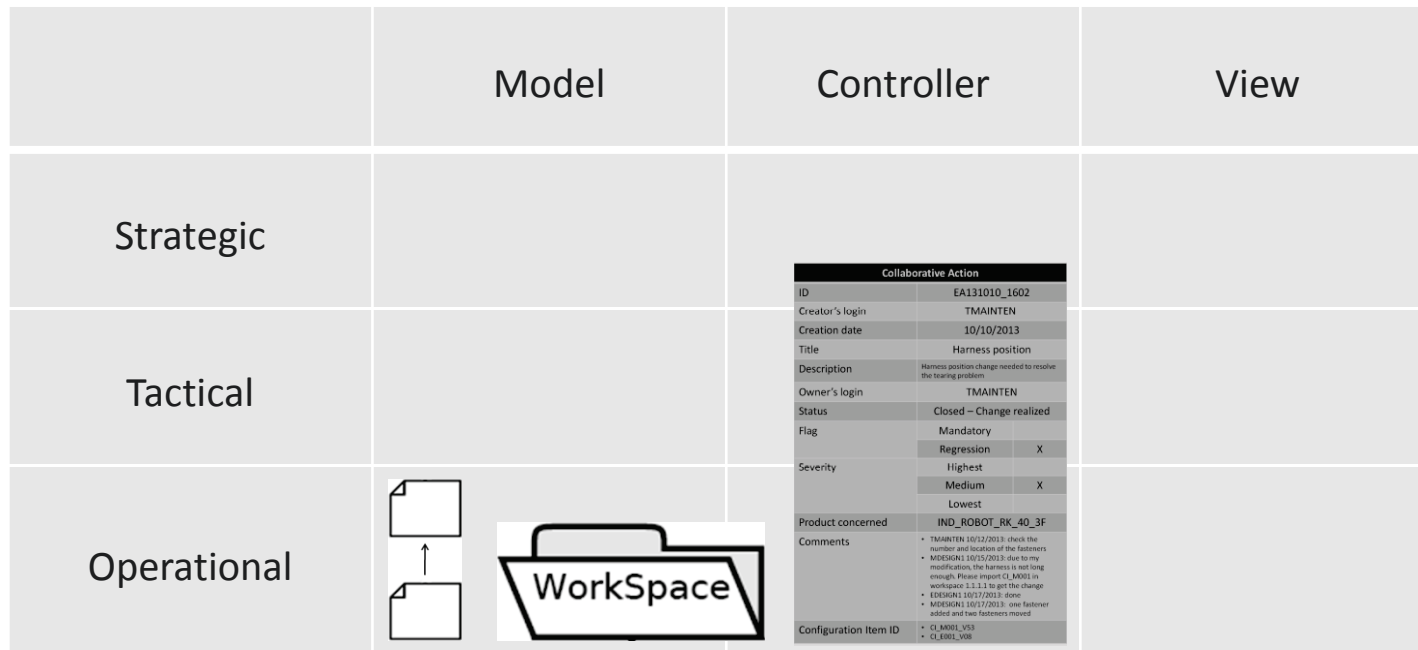 Model Controller View
Strategic
Tactical
Operational
WorkSpace
Collaborative Action
ID EA131010_1602
Creator's login TMAINTEN
Creation date 10/10/2013
Title Harness position
Description Harness position change needed to resolve
the tearing problem
Owner's login TMAINTEN
Status Closed – Change realized
Flag Mandatory
Regression X
Severity Highest
Medium X
Lowest
Product concerned IND_ROBOT_RK_40_3F
Comments • TMAINTEN 10/12/2013: check the
number and location of the fasteners
• MDESIGN1 10/15/2013: due to my
modification, the harness is not long
enough. Please import CI_M001 in
workspace 1.1.1.1 to get the change
• EDESIGN1 10/17/2013: done
• MDESIGN1 10/17/2013: one fastener
added and two fasteners moved
Configuration Item ID • CI_M001_V53
• CI_E001_V08